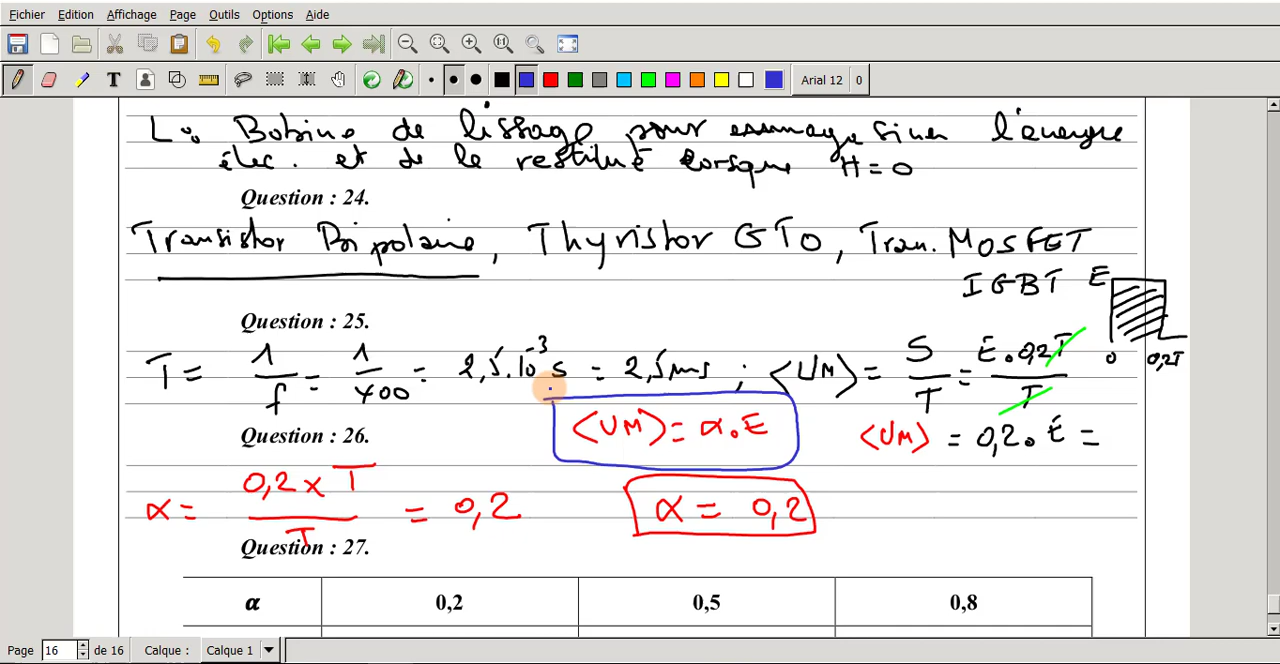 Fichier Edition Affichage Page Outils Options Aide
Arial 12 0
L : Bobine de lissage pour emmagasiner l'énergie
élec. et de le restitué lorsque H = 0
Question : 24.
Transistor Bipolaire, Thyristor GTO, Tran. MOSFET
IGBT E
Question : 25.
0 0,2T
T = 1/f = 1/400 = 2,5.10^-3 s = 2,5 ms ; <UM> = S/T = E.0,2T/T
<UM> = α.E
Question : 26.
<UM> = 0,2.E =
α = 0,2 x T/T = 0,2
α = 0,2
Question : 27.
α 0,2 0,5 0,8
Page 16 de 16 Calque : Calque 1